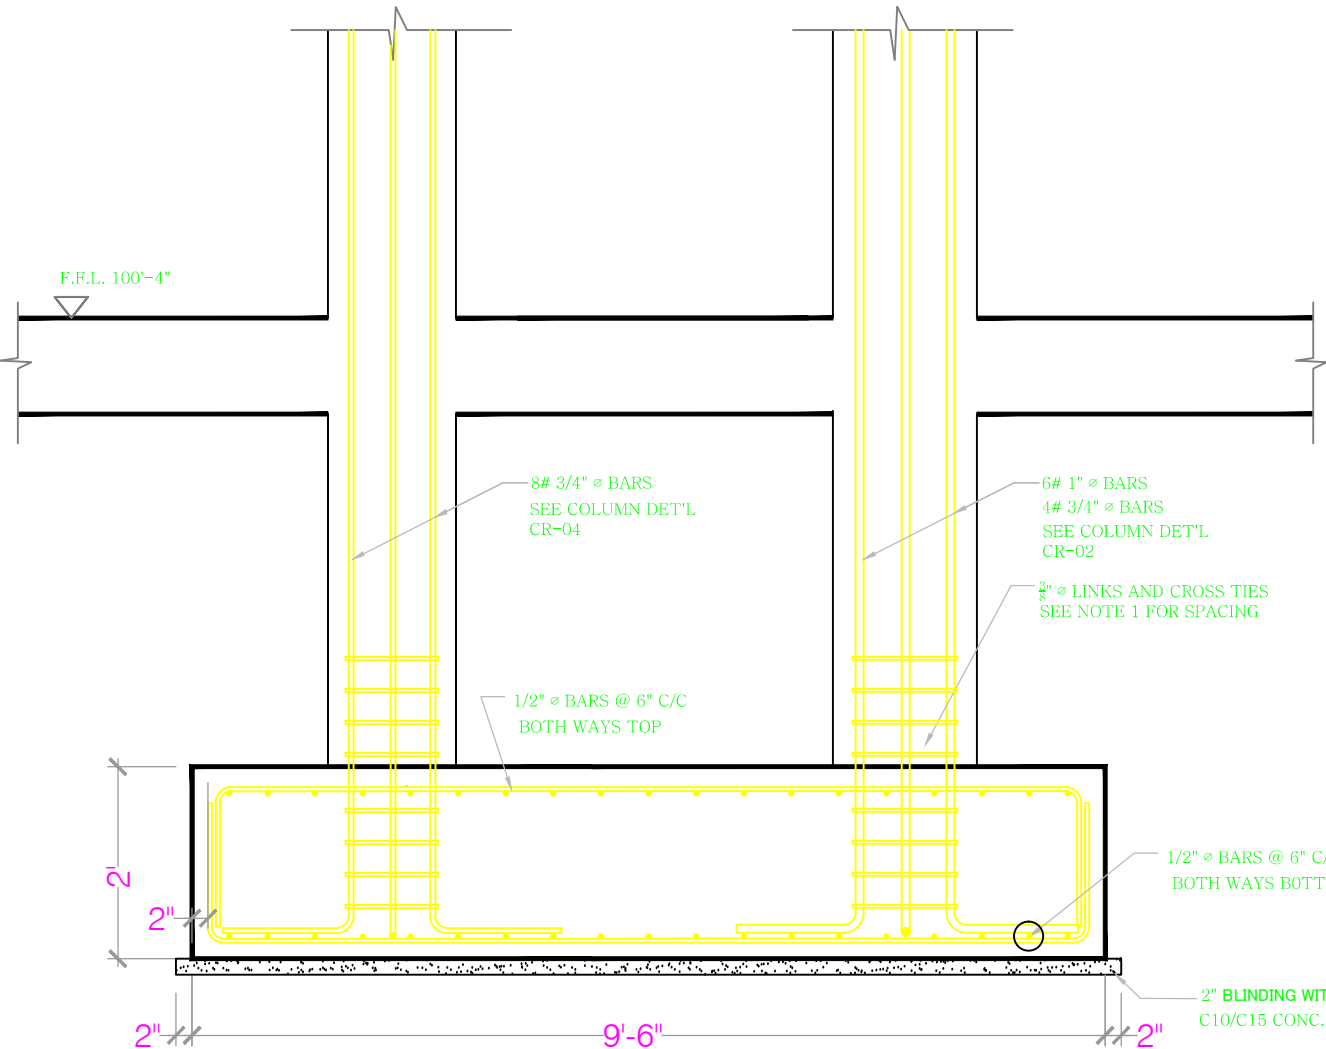 F.F.L. 100'-4"
8# 3/4" ⌀ BARS
SEE COLUMN DET'L
CR-04
6# 1" ⌀ BARS
4# 3/4" ⌀ BARS
SEE COLUMN DET'L
CR-02
3/8" ⌀ LINKS AND CROSS TIES
SEE NOTE 1 FOR SPACING
1/2" ⌀ BARS @ 6" C/C
BOTH WAYS TOP
1/2" ⌀ BARS @ 6" C/
BOTH WAYS BOTT
2'
2"
2" BLINDING WIT
C10/C15 CONC.
2"
9'-6"
2"